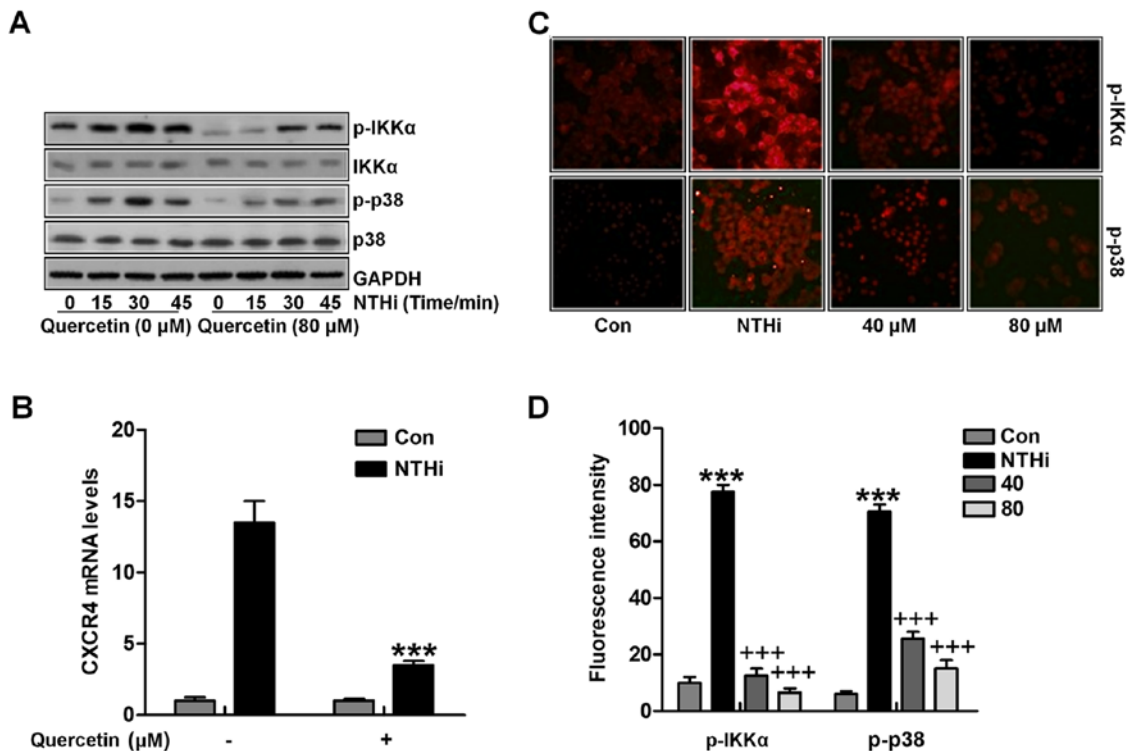 A
p-IKKα
IKKα
p-p38
p38
GAPDH
0 15 30 45 0 15 30 45 NTHi (Time/min)
Quercetin (0 µM) Quercetin (80 µM)
C
p-IKKα
p-p38
Con NTHi 40 µM 80 µM
B
CXCR4 mRNA levels
20
15
10
5
0
Con
NTHi
***
Quercetin (µM) - +
D
Fluorescence intensity
100
80
60
40
20
0
Con
NTHi
40
80
*** ***
+++ +++ +++ +++
p-IKKα p-p38